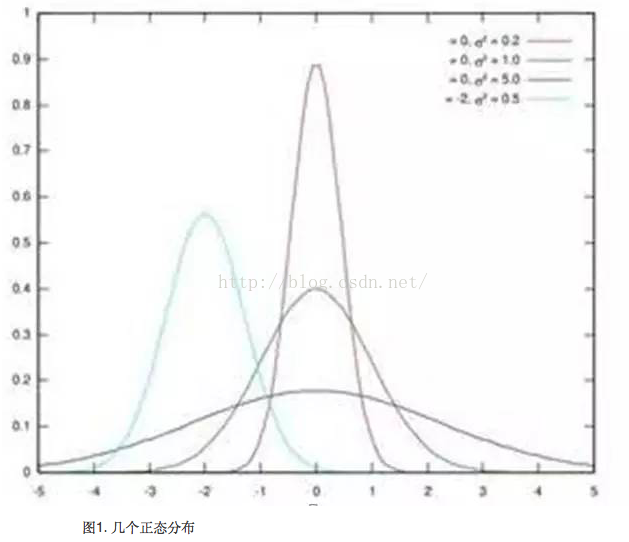 1
0.9
0.8
0.7
0.6
0.5
0.4
0.3
0.2
0.1
0
= 0, σ² = 0.2
= 0, σ² = 1.0
= 0, σ² = 5.0
= -2, σ² = 0.5
http://blog.csdn.net/
-5 -4 -3 -2 -1 0 1 2 3 4 5
图1. 几个正态分布